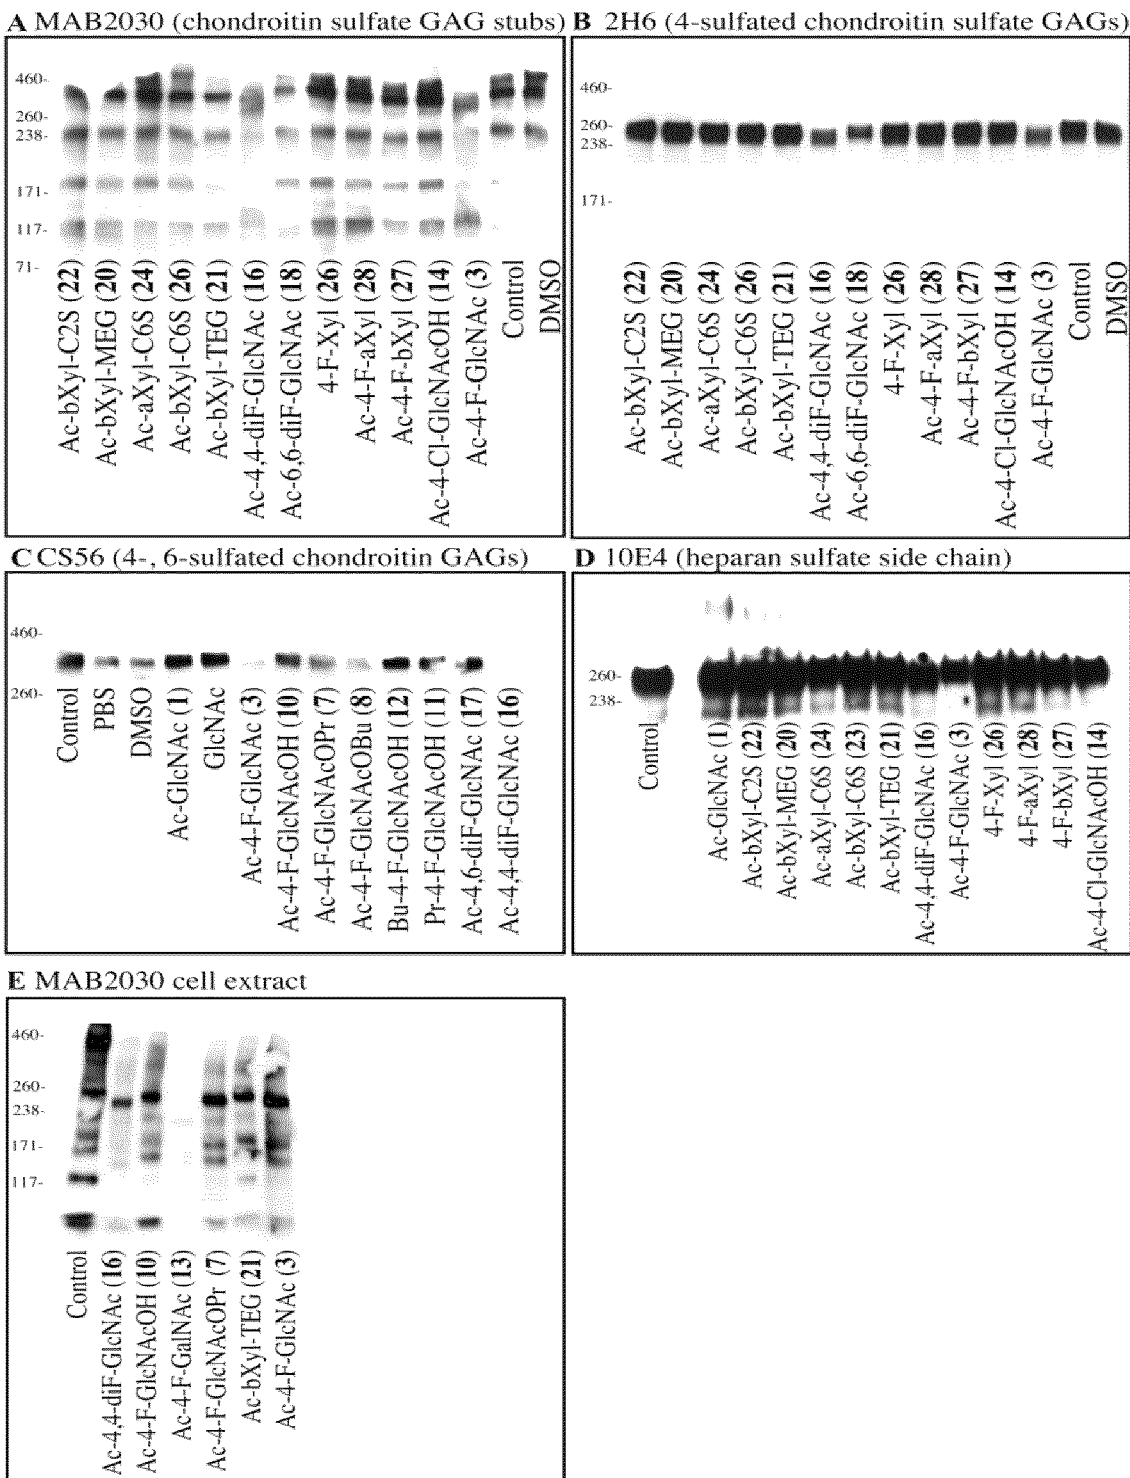 A MAB2030 (chondroitin sulfate GAG stubs)
460-
260-
238-
171-
117-
71-
Ac-bXyl-C2S (22)
Ac-bXyl-MEG (20)
Ac-aXyl-C6S (24)
Ac-bXyl-C6S (26)
Ac-bXyl-TEG (21)
Ac-4,4-diF-GlcNAc (16)
Ac-6,6-diF-GlcNAc (18)
4-F-Xyl (26)
Ac-4-F-aXyl (28)
Ac-4-F-bXyl (27)
Ac-4-Cl-GlcNAcOH (14)
Ac-4-F-GlcNAc (3)
Control
DMSO
B 2H6 (4-sulfated chondroitin sulfate GAGs)
460-
260-
238-
171-
Ac-bXyl-C2S (22)
Ac-bXyl-MEG (20)
Ac-aXyl-C6S (24)
Ac-bXyl-C6S (26)
Ac-bXyl-TEG (21)
Ac-4,4-diF-GlcNAc (16)
Ac-6,6-diF-GlcNAc (18)
4-F-Xyl (26)
Ac-4-F-aXyl (28)
Ac-4-F-bXyl (27)
Ac-4-Cl-GlcNAcOH (14)
Ac-4-F-GlcNAc (3)
Control
DMSO
C CS56 (4-, 6-sulfated chondroitin GAGs)
460-
260-
Control
PBS
DMSO
Ac-GlcNAc (1)
GlcNAc
Ac-4-F-GlcNAc (3)
Ac-4-F-GlcNAcOH (10)
Ac-4-F-GlcNAcOPr (7)
Ac-4-F-GlcNAcOBu (8)
Bu-4-F-GlcNAcOH (12)
Pr-4-F-GlcNAcOH (11)
Ac-4,6-diF-GlcNAc (17)
Ac-4,4-diF-GlcNAc (16)
D 10E4 (heparan sulfate side chain)
260-
238-
Control
Ac-GlcNAc (1)
Ac-bXyl-C2S (22)
Ac-bXyl-MEG (20)
Ac-aXyl-C6S (24)
Ac-bXyl-C6S (23)
Ac-bXyl-TEG (21)
Ac-4,4-diF-GlcNAc (16)
Ac-4-F-GlcNAc (3)
4-F-Xyl (26)
4-F-aXyl (28)
4-F-bXyl (27)
Ac-4-Cl-GlcNAcOH (14)
E MAB2030 cell extract
460-
260-
238-
171-
117-
Control
Ac-4,4-diF-GlcNAc (16)
Ac-4-F-GlcNAcOH (10)
Ac-4-F-GalNAc (13)
Ac-4-F-GlcNAcOPr (7)
Ac-bXyl-TEG (21)
Ac-4-F-GlcNAc (3)